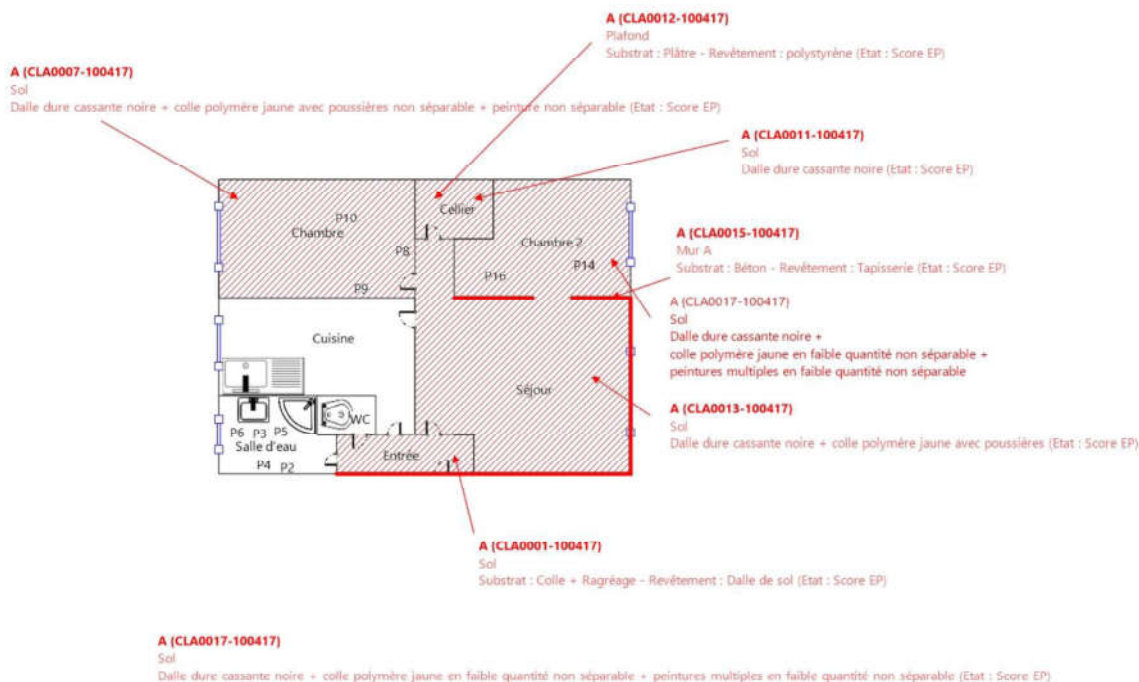 A (CLA0012-100417)
Plafond
Substrat : Plâtre - Revêtement : polystyrène (Etat : Score EP)
A (CLA0007-100417)
Sol
Dalle dure cassante noire + colle polymère jaune avec poussières non séparable + peinture non séparable (Etat : Score EP)
A (CLA0011-100417)
Sol
Dalle dure cassante noire (Etat : Score EP)
Cellier
P10
Chambre
P8
Chambre 2
P14
P16
P9
A (CLA0015-100417)
Mur A
Substrat : Béton - Revêtement : Tapisserie (Etat : Score EP)
A (CLA0017-100417)
Sol
Dalle dure cassante noire +
colle polymère jaune en faible quantité non séparable +
peintures multiples en faible quantité non séparable
Cuisine
Séjour
A (CLA0013-100417)
Sol
Dalle dure cassante noire + colle polymère jaune avec poussières (Etat : Score EP)
WC
P6 P3 P5
Salle d'eau
P4 P2
Entrée
A (CLA0001-100417)
Sol
Substrat : Colle + Ragréage - Revêtement : Dalle de sol (Etat : Score EP)
A (CLA0017-100417)
Sol
Dalle dure cassante noire + colle polymère jaune en faible quantité non séparable + peintures multiples en faible quantité non séparable (Etat : Score EP)